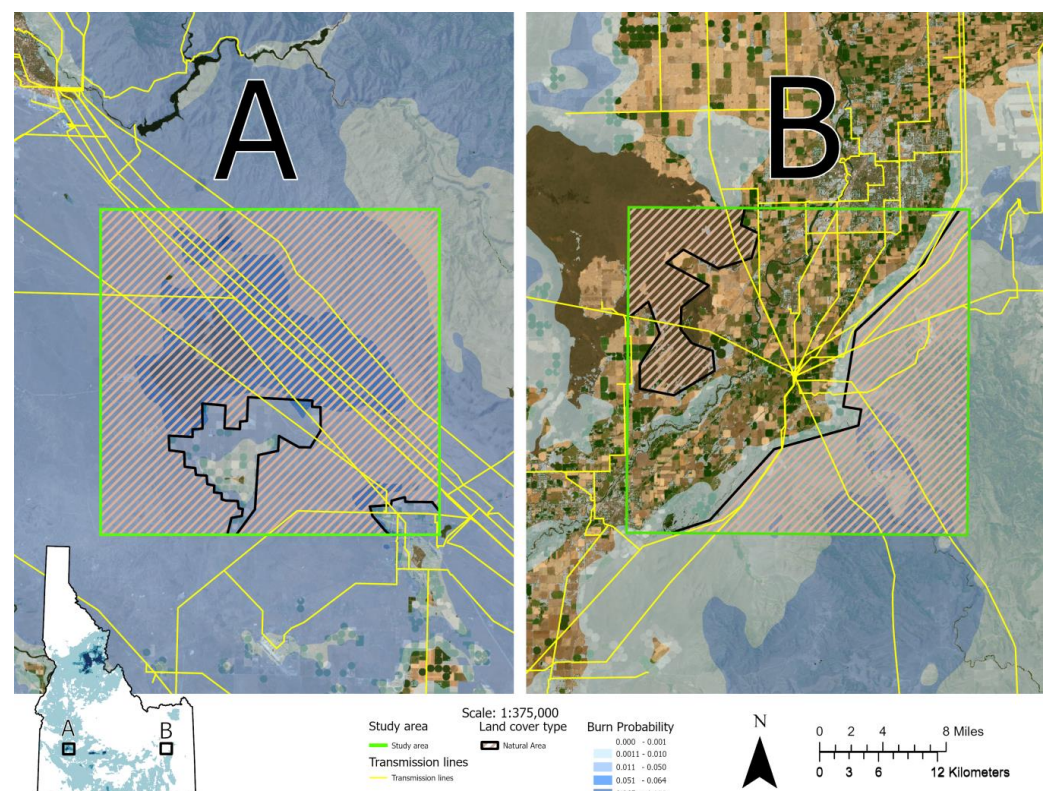 A
B
A
B
Scale: 1:375,000
Study area
Study area
Transmission lines
Transmission lines
Land cover type
Natural Area
Burn Probability
0.000 - 0.001
0.0011 - 0.010
0.011 - 0.050
0.051 - 0.064
N
0 2 4 8 Miles
0 3 6 12 Kilometers